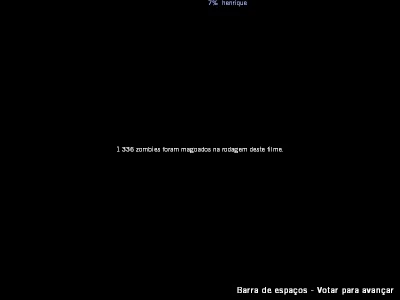 7% henrique
1 336 zombies foram magoados na rodagem deste filme.
Barra de espaços - Votar para avançar